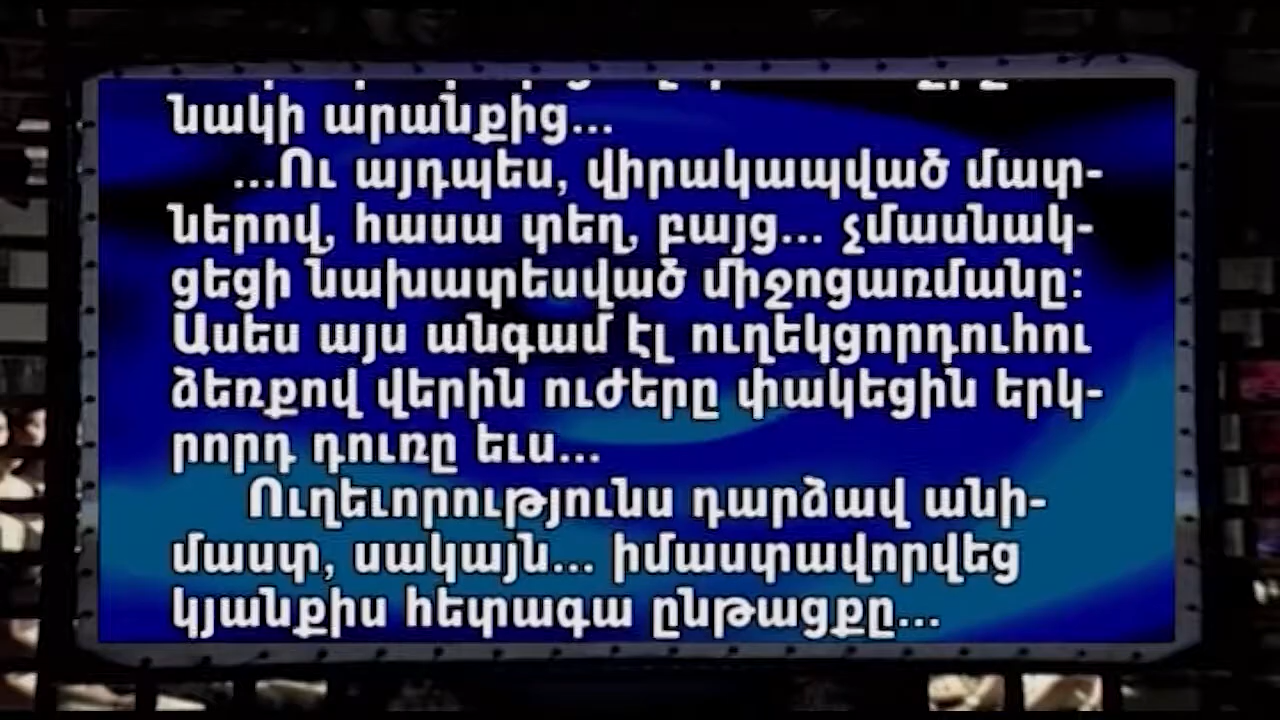 նակի արանքից...
...Ու այդպես, վիրակապված մատ-
ներով, հասա տեղ, բայց... չմասնակ-
ցեցի նախատեսված միջոցառմանը:
Ասես այս անգամ էլ ուղեկցորդուհու
ձեռքով վերին ուժերը փակեցին երկ-
րորդ դուռը եւս...
Ուղեւորությունս դարձավ անի-
մաստ, սակայն... իմաստավորվեց
կյանքիս հետագա ընթացքը...